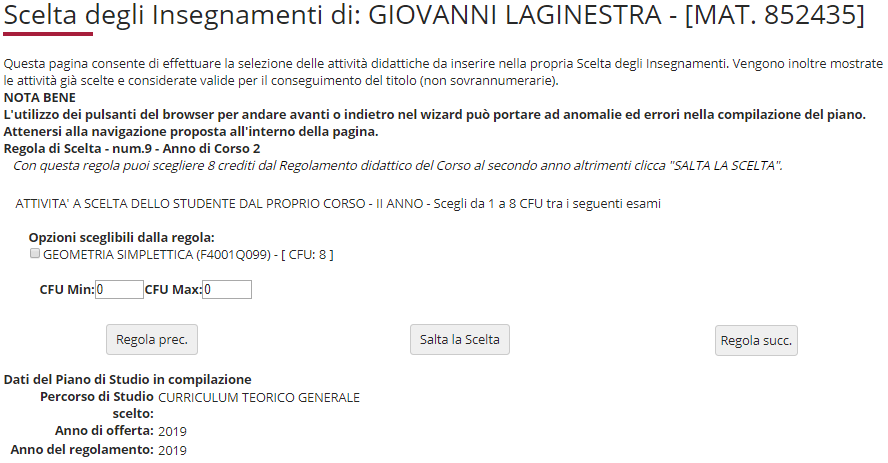 Scelta degli Insegnamenti di: GIOVANNI LAGINESTRA - [MAT. 852435]
Questa pagina consente di effettuare la selezione delle attività didattiche da inserire nella propria Scelta degli Insegnamenti. Vengono inoltre mostrate
le attività già scelte e considerate valide per il conseguimento del titolo (non sovrannumerarie).
NOTA BENE
L'utilizzo dei pulsanti del browser per andare avanti o indietro nel wizard può portare ad anomalie ed errori nella compilazione del piano.
Attenersi alla navigazione proposta all'interno della pagina.
Regola di Scelta - num.9 - Anno di Corso 2
Con questa regola puoi scegliere 8 crediti dal Regolamento didattico del Corso al secondo anno altrimenti clicca "SALTA LA SCELTA".
ATTIVITA' A SCELTA DELLO STUDENTE DAL PROPRIO CORSO - II ANNO - Scegli da 1 a 8 CFU tra i seguenti esami
Opzioni sceglibili dalla regola:
GEOMETRIA SIMPLETTICA (F4001Q099) - [ CFU: 8 ]
CFU Min: 0 CFU Max: 0
Regola prec. Salta la Scelta Regola succ.
Dati del Piano di Studio in compilazione
Percorso di Studio CURRICULUM TEORICO GENERALE
scelto:
Anno di offerta: 2019
Anno del regolamento: 2019